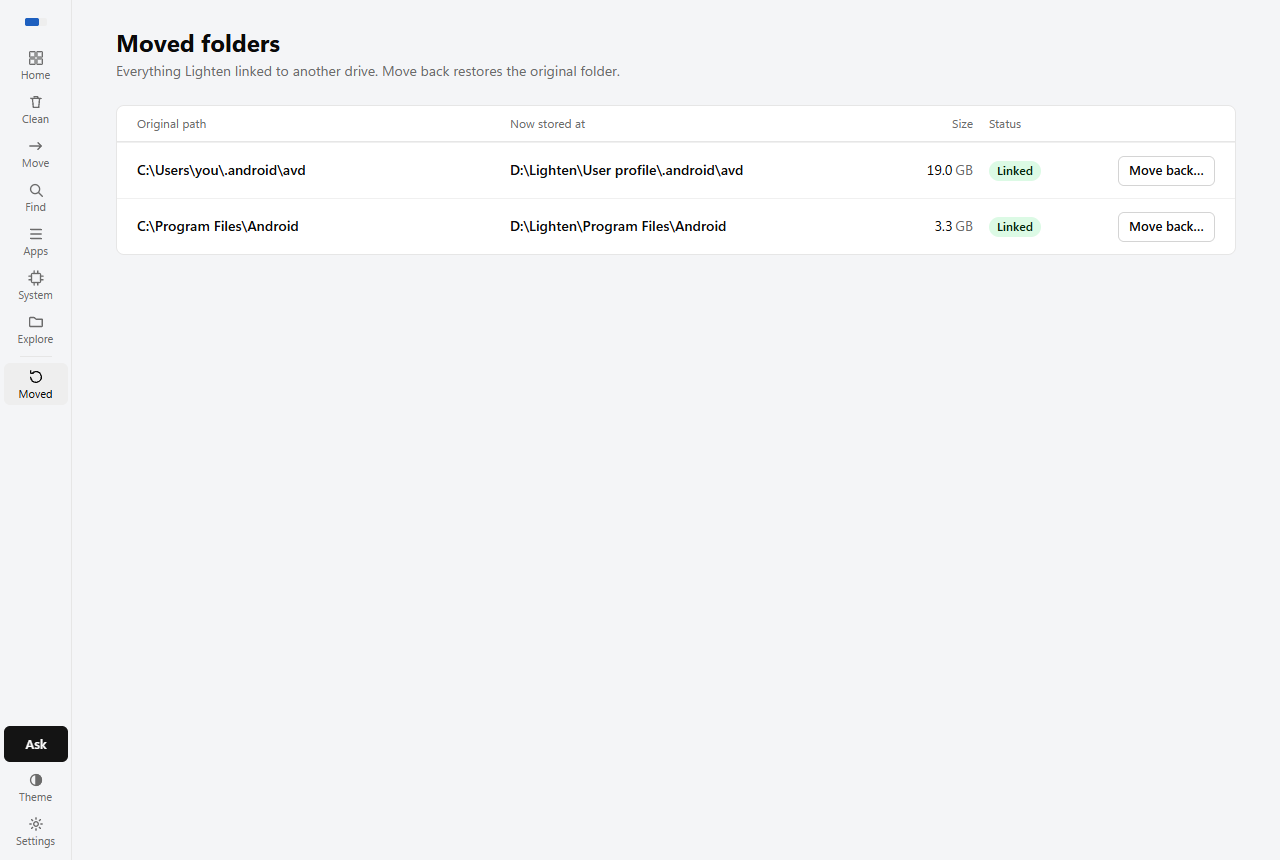 Home
Clean
Move
Find
Apps
System
Explore
Moved
Ask
Theme
Settings
Moved folders
Everything Lighten linked to another drive. Move back restores the original folder.
Original path Now stored at Size Status
C:\Users\you\.android\avd D:\Lighten\User profile\.android\avd 19.0 GB Linked Move back...
C:\Program Files\Android D:\Lighten\Program Files\Android 3.3 GB Linked Move back...